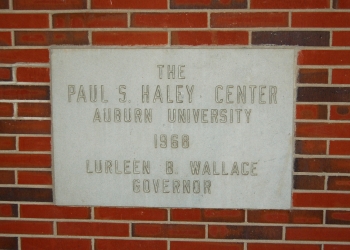 THE
PAUL S. HALEY CENTER
AUBURN UNIVERSITY
1968
LURLEEN B. WALLACE
GOVERNOR